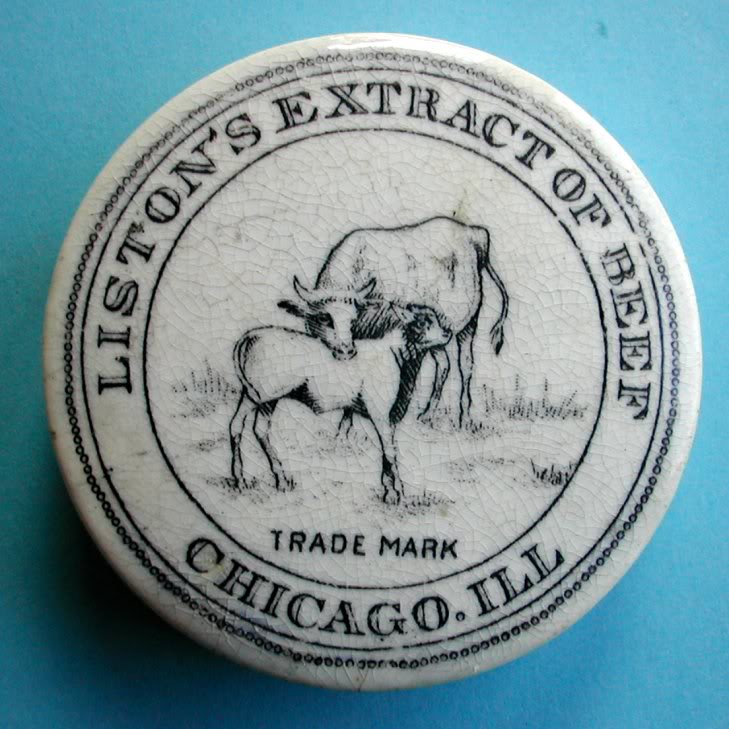 LISTON'S EXTRACT OF BEEF
TRADE MARK
CHICAGO. ILL